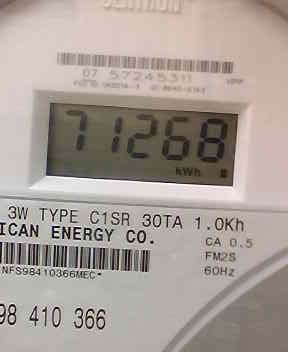 CENTRON
07 57245311
71268
kWh
3W TYPE C1SR 30TA 1.0Kh
ICAN ENERGY CO.
CA 0.5
FM2S
60Hz
NFS98410366MEC*
98 410 366